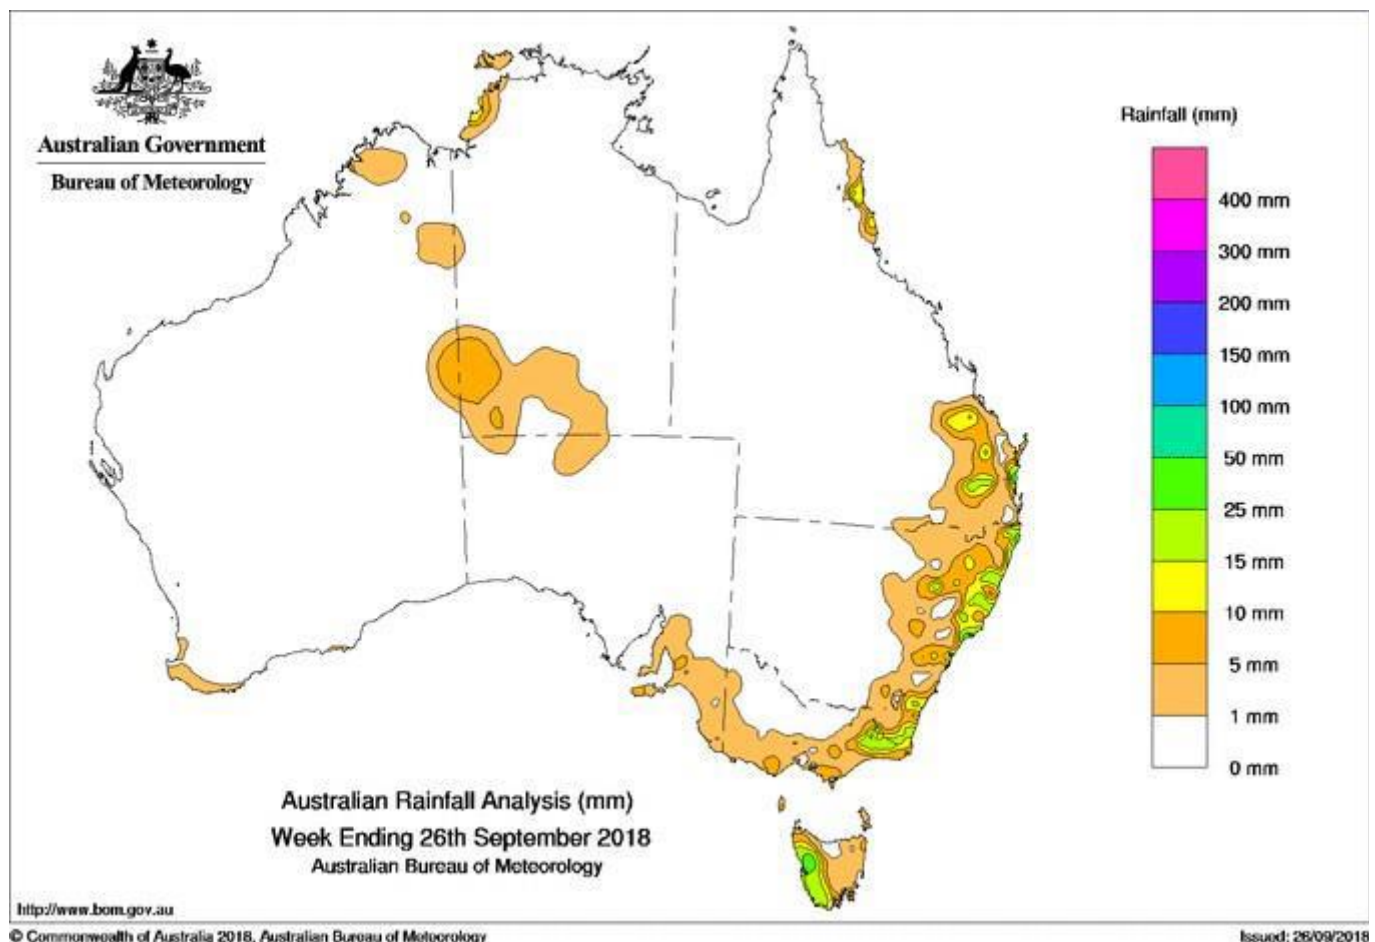 Australian Government
Bureau of Meteorology
Rainfall (mm)
400 mm
300 mm
200 mm
150 mm
100 mm
50 mm
25 mm
15 mm
10 mm
5 mm
1 mm
0 mm
Australian Rainfall Analysis (mm)
Week Ending 26th September 2018
Australian Bureau of Meteorology
http://www.bom.gov.au
© Commonwealth of Australia 2018, Australian Bureau of Meteorology
Issued: 26/09/2018